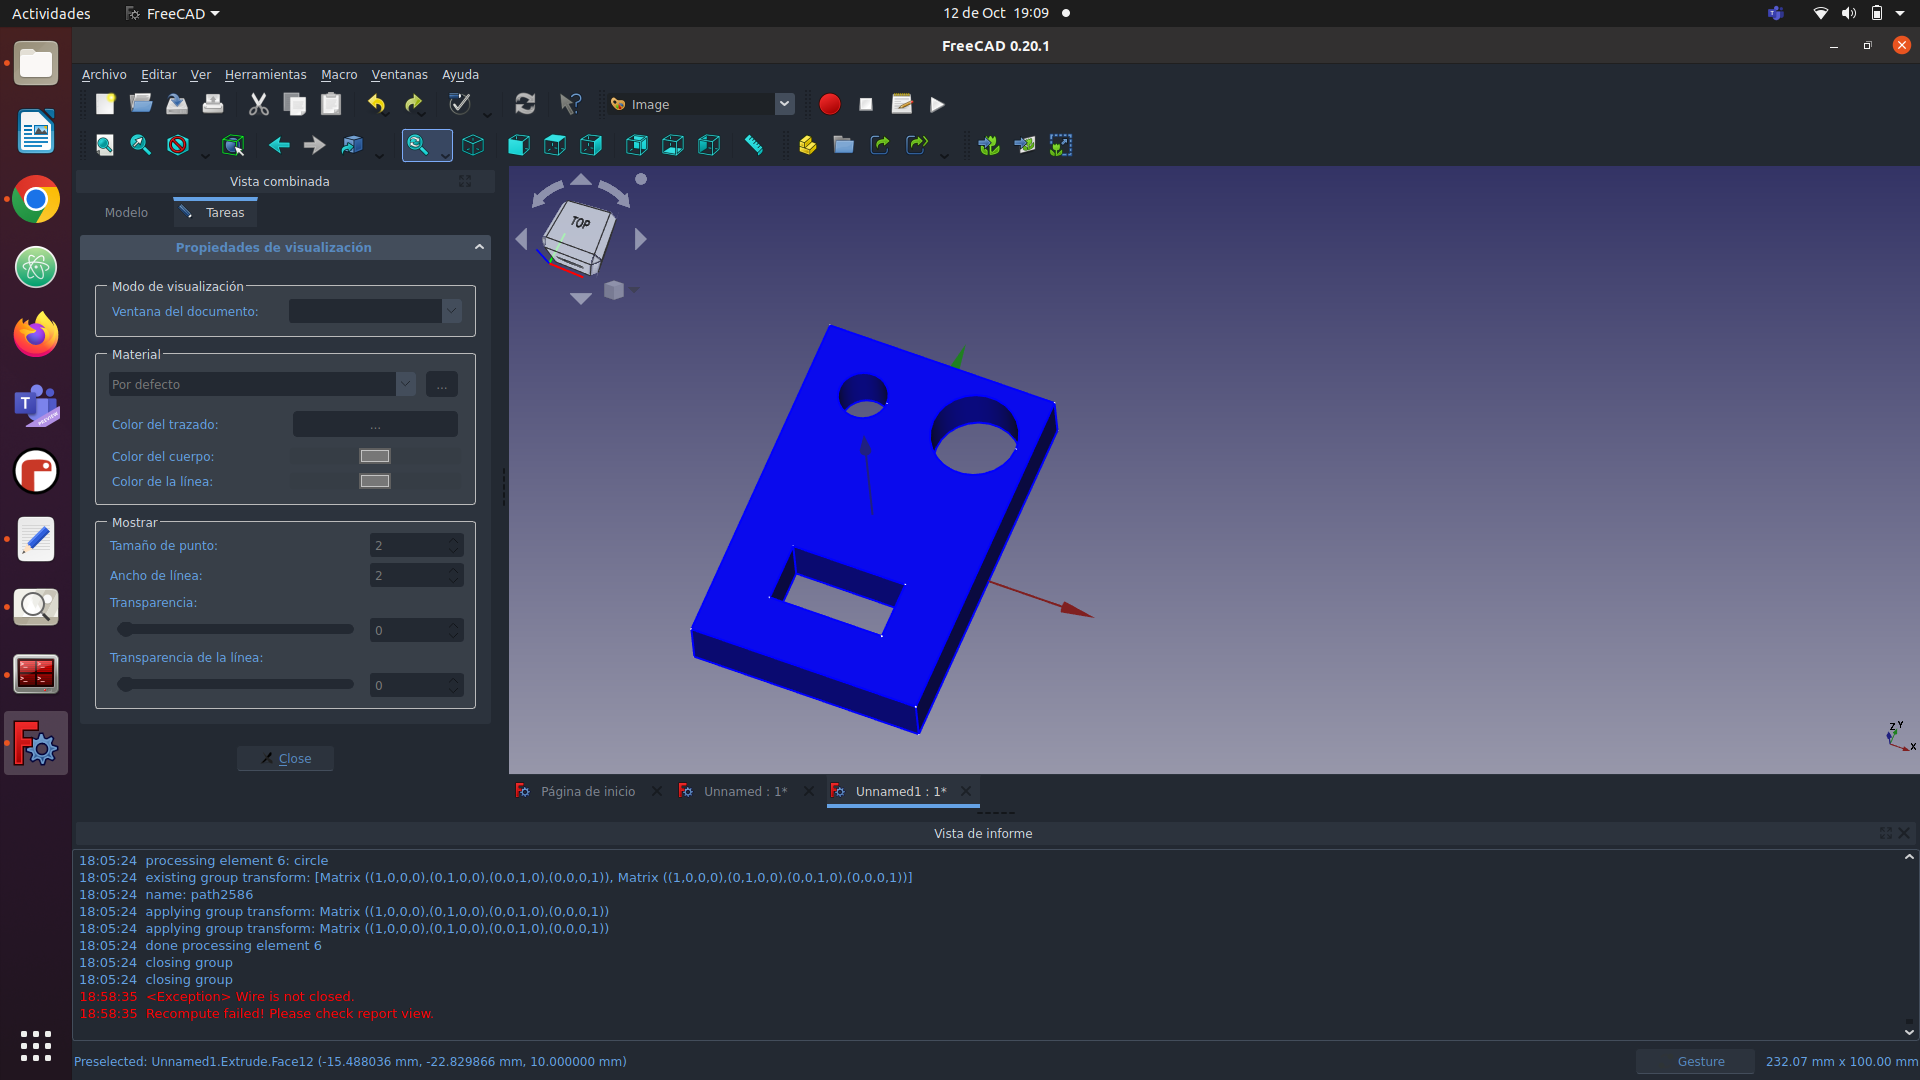 Actividades
FreeCAD
12 de Oct 19:09
FreeCAD 0.20.1
Archivo Editar Ver Herramientas Macro Ventanas Ayuda
Image
Vista combinada
Modelo
Tareas
Propiedades de visualización
Modo de visualización
Ventana del documento:
Material
Por defecto
...
Color del trazado:
...
Color del cuerpo:
Color de la línea:
Mostrar
Tamaño de punto:
2
Ancho de línea:
2
Transparencia:
0
Transparencia de la línea:
0
Close
TOP
Z Y
X
Página de inicio
Unnamed : 1*
Unnamed1 : 1*
Vista de informe
18:05:24 processing element 6: circle
18:05:24 existing group transform: [Matrix ((1,0,0,0),(0,1,0,0),(0,0,1,0),(0,0,0,1)), Matrix ((1,0,0,0),(0,1,0,0),(0,0,1,0),(0,0,0,1))]
18:05:24 name: path2586
18:05:24 applying group transform: Matrix ((1,0,0,0),(0,1,0,0),(0,0,1,0),(0,0,0,1))
18:05:24 applying group transform: Matrix ((1,0,0,0),(0,1,0,0),(0,0,1,0),(0,0,0,1))
18:05:24 done processing element 6
18:05:24 closing group
18:05:24 closing group
18:58:35 <Exception> Wire is not closed.
18:58:35 Recompute failed! Please check report view.
Preselected: Unnamed1.Extrude.Face12 (-15.488036 mm, -22.829866 mm, 10.000000 mm)
Gesture
232.07 mm x 100.00 mm